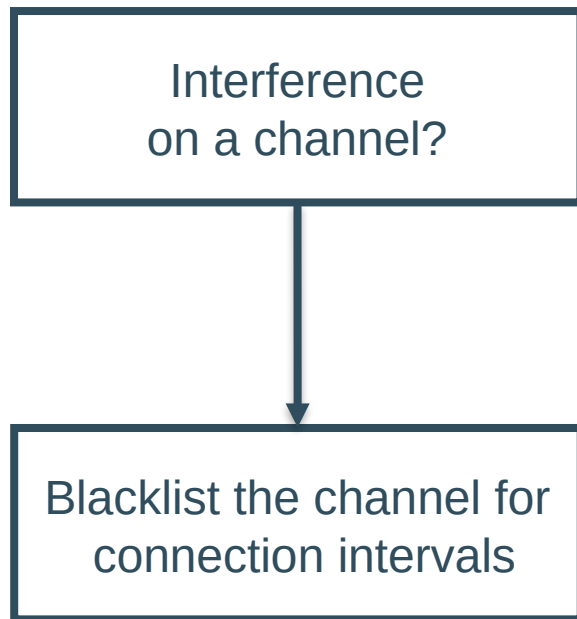 Interference
on a channel?
Blacklist the channel for
connection intervals